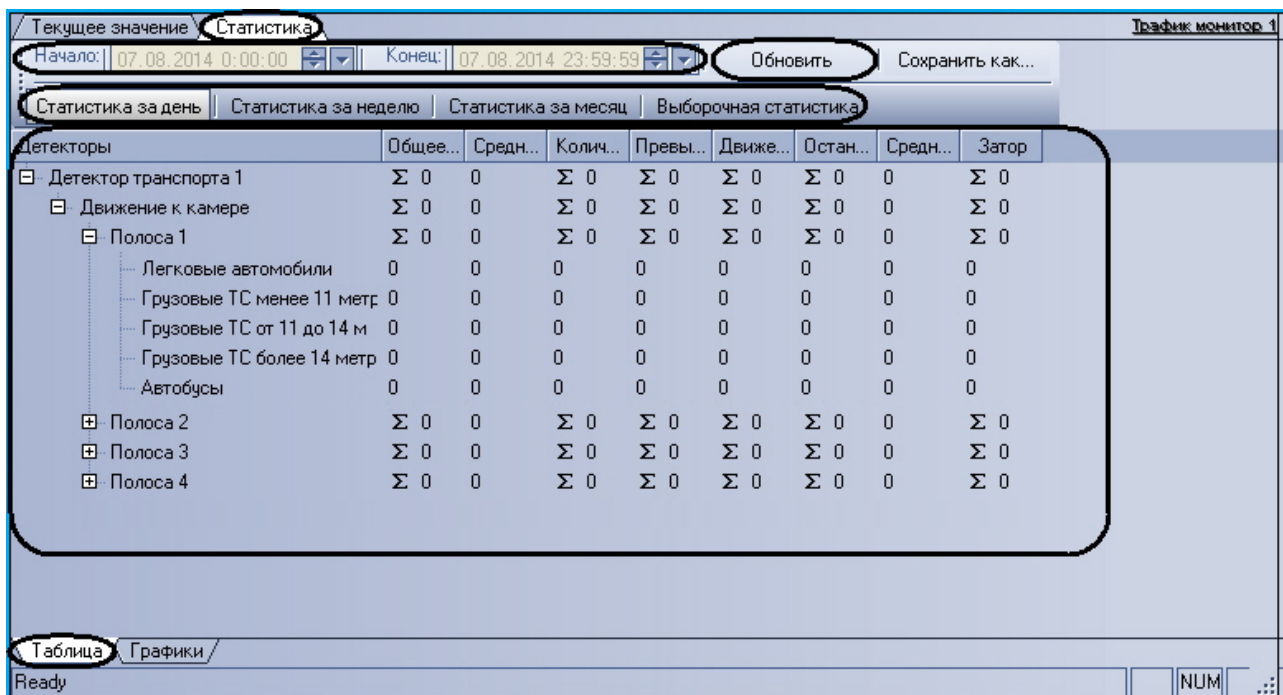 Текущее значение Статистика Трафик монитор 1
Начало: 07.08.2014 0:00:00 Конец: 07.08.2014 23:59:59 Обновить Сохранить как...
Статистика за день Статистика за неделю Статистика за месяц Выборочная статистика
Детекторы Общее... Средн... Колич... Превы... Движе... Остан... Средн... Затор
Детектор транспорта 1 Σ 0 0 Σ 0 Σ 0 Σ 0 Σ 0 0 Σ 0
Движение к камере Σ 0 0 Σ 0 Σ 0 Σ 0 Σ 0 0 Σ 0
Полоса 1 Σ 0 0 Σ 0 Σ 0 Σ 0 Σ 0 0 Σ 0
Легковые автомобили 0 0 0 0 0 0 0 0
Грузовые ТС менее 11 метр 0 0 0 0 0 0 0 0
Грузовые ТС от 11 до 14 м 0 0 0 0 0 0 0 0
Грузовые ТС более 14 метр 0 0 0 0 0 0 0 0
Автобусы 0 0 0 0 0 0 0 0
Полоса 2 Σ 0 0 Σ 0 Σ 0 Σ 0 Σ 0 0 Σ 0
Полоса 3 Σ 0 0 Σ 0 Σ 0 Σ 0 Σ 0 0 Σ 0
Полоса 4 Σ 0 0 Σ 0 Σ 0 Σ 0 Σ 0 0 Σ 0
Таблица Графики
Ready NUM